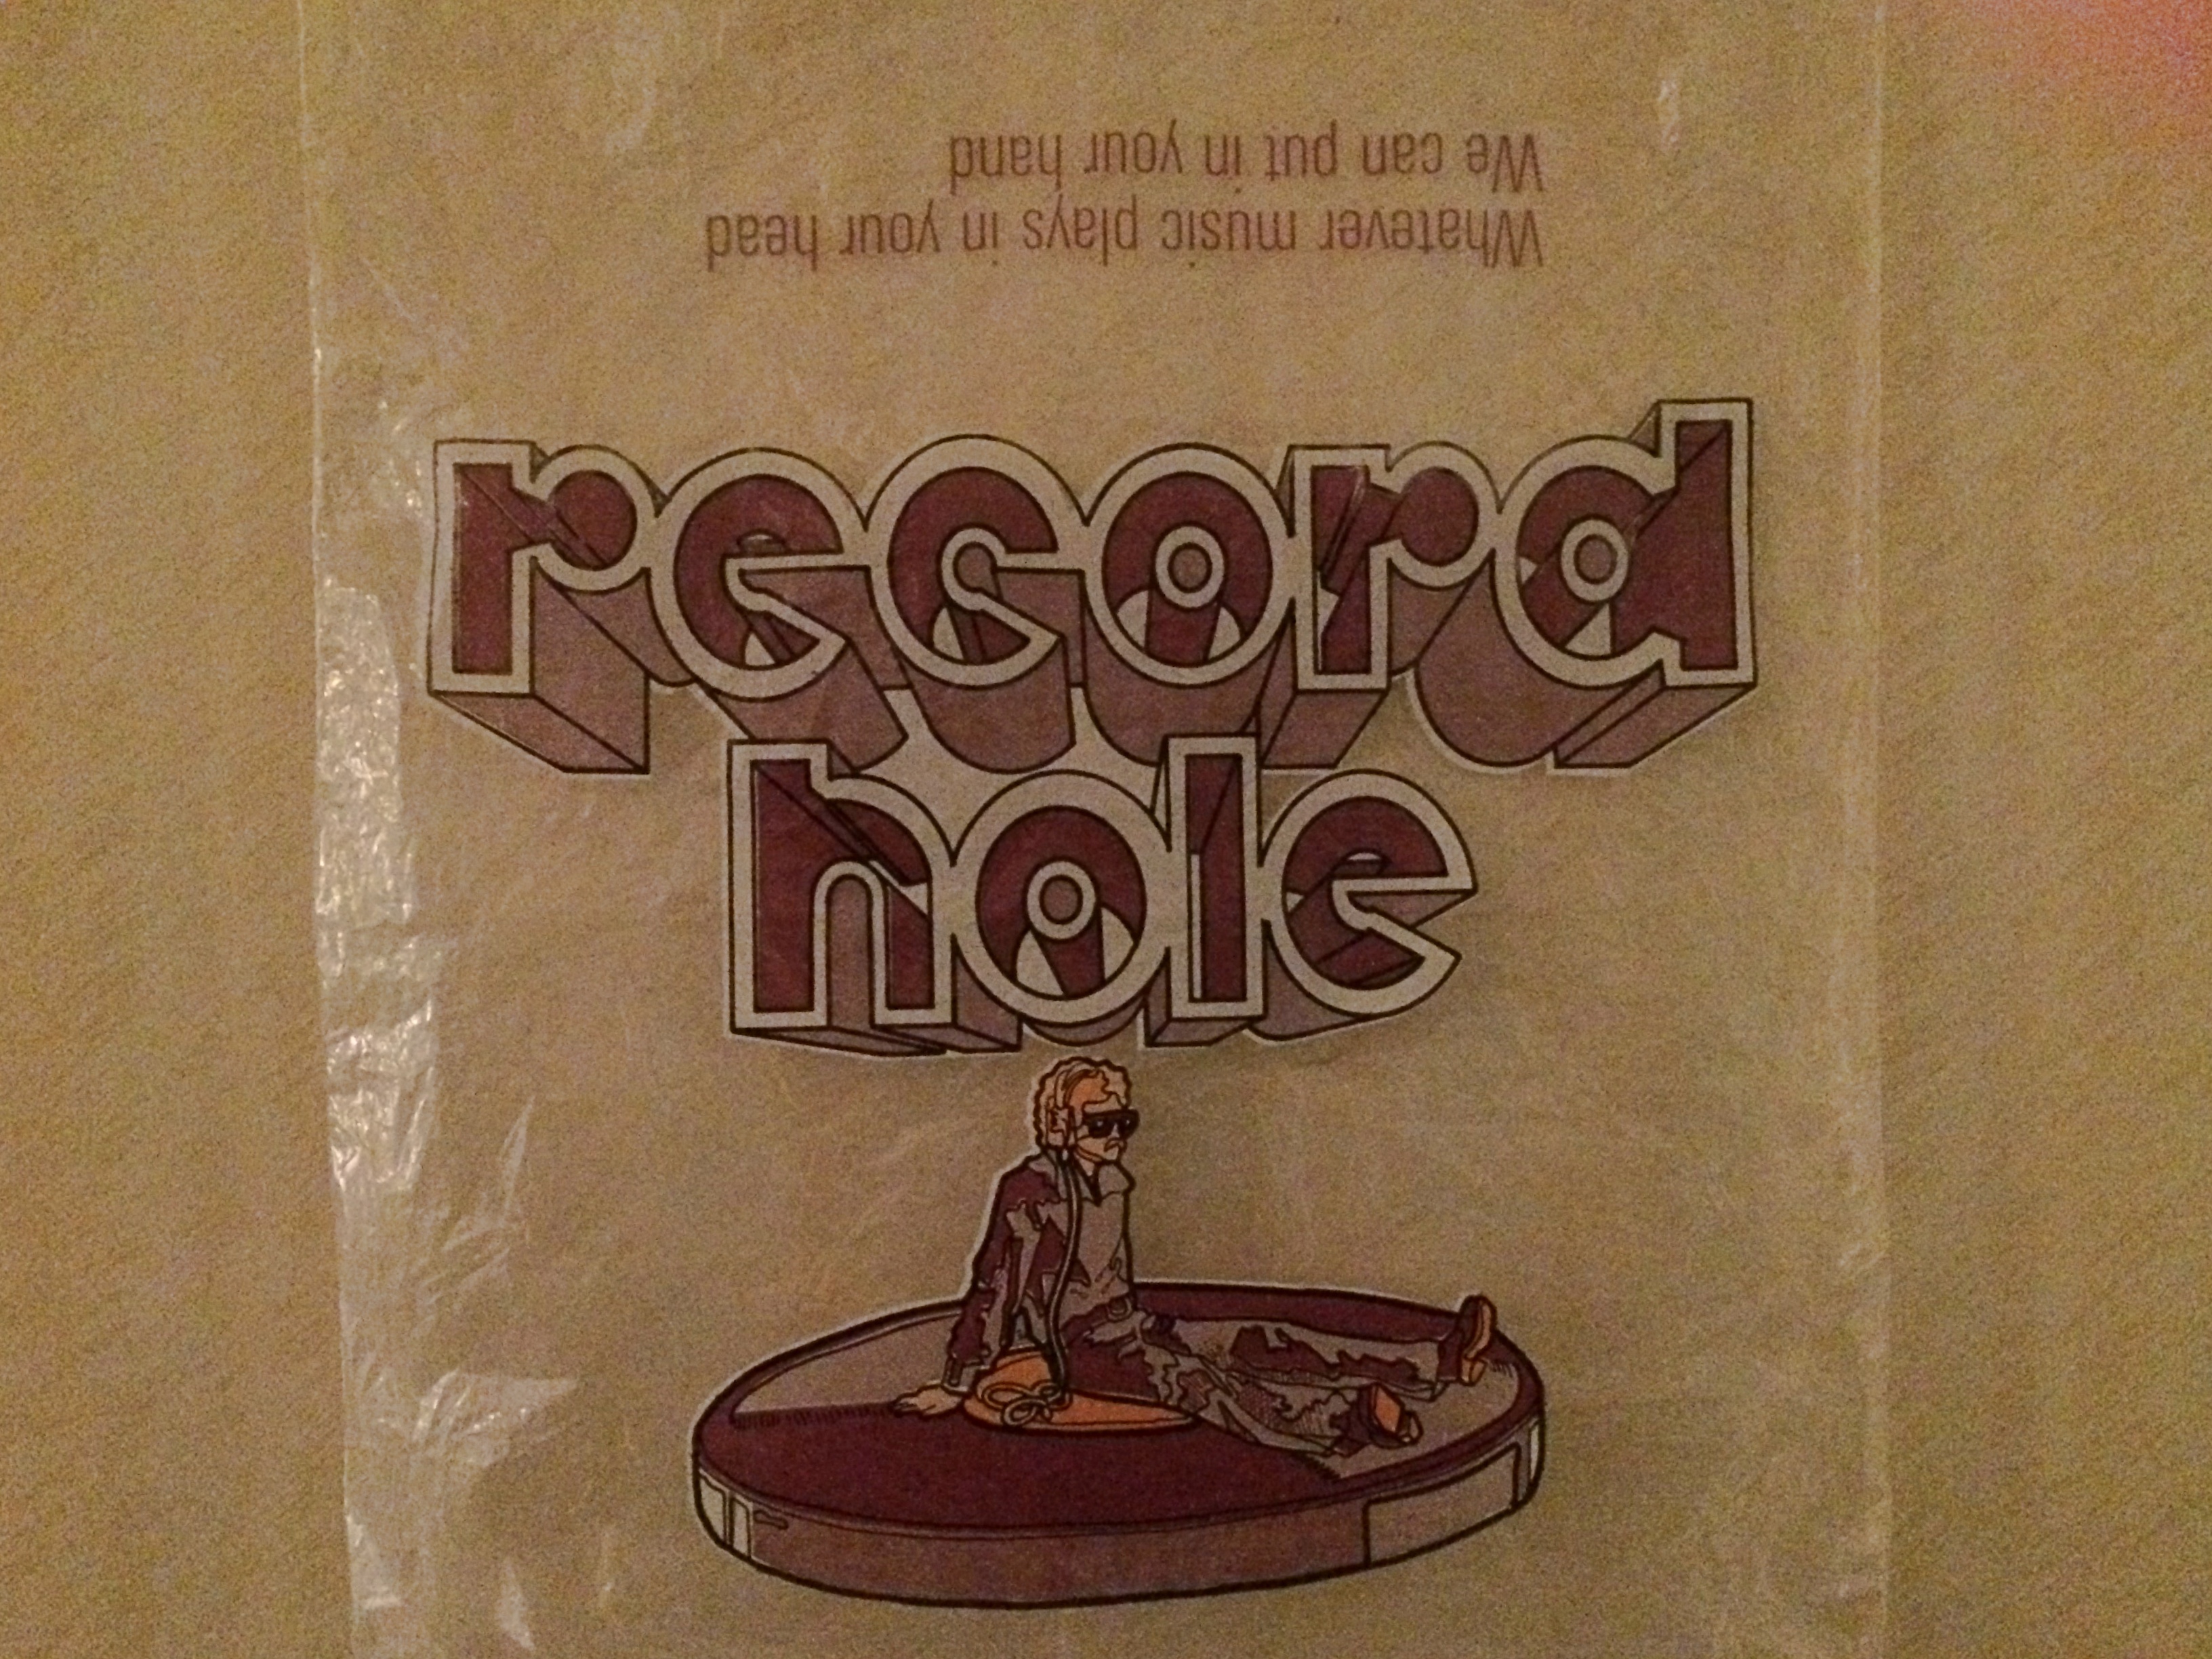 Whatever music plays in your head
We can put in your hand
record
hole